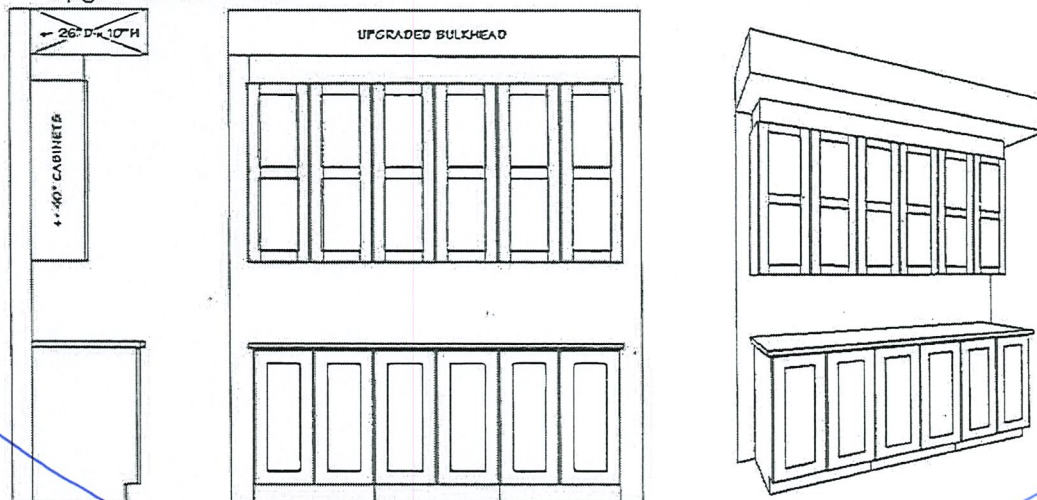 ← 26"D x 10"H
UPGRADED BULKHEAD
+/-40" CABINETS